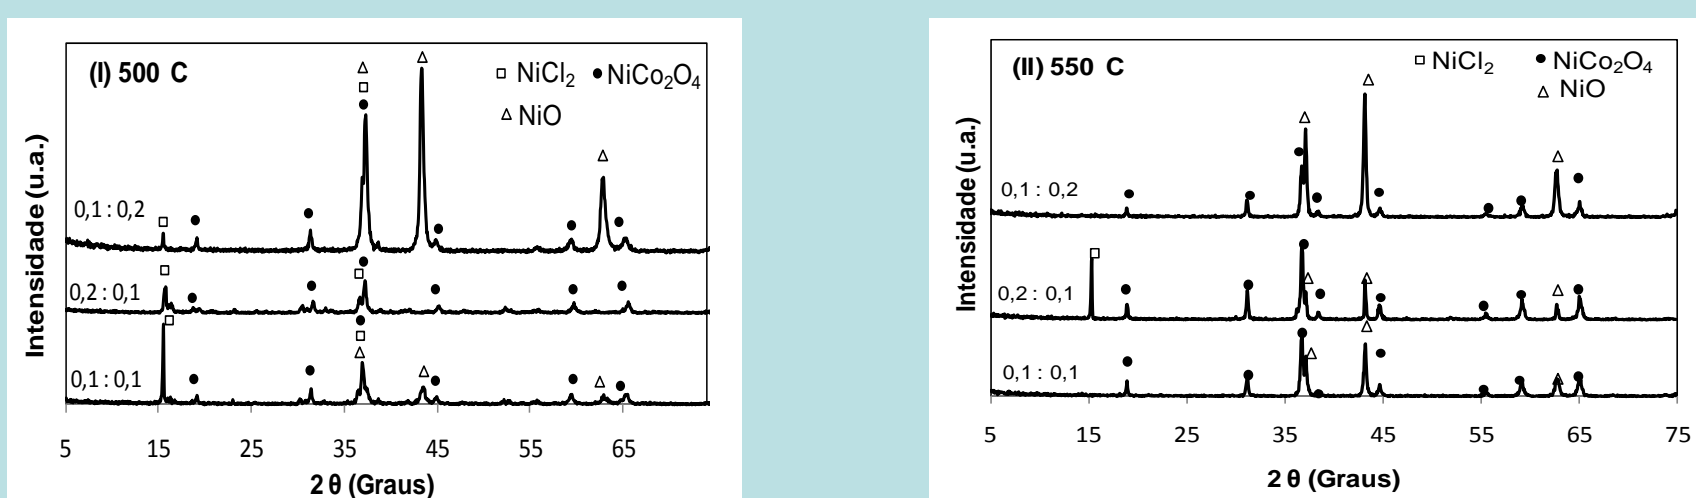 (I) 500 C
□ NiCl₂ ● NiCo₂O₄
△ NiO
0,1 : 0,2
0,2 : 0,1
0,1 : 0,1
Intensidade (u.a.)
5 15 25 35 45 55 65
2 θ (Graus)
(II) 550 C
□ NiCl₂ ● NiCo₂O₄
△ NiO
0,1 : 0,2
0,2 : 0,1
0,1 : 0,1
Intensidade (u.a.)
5 15 25 35 45 55 65 75
2 θ (Graus)